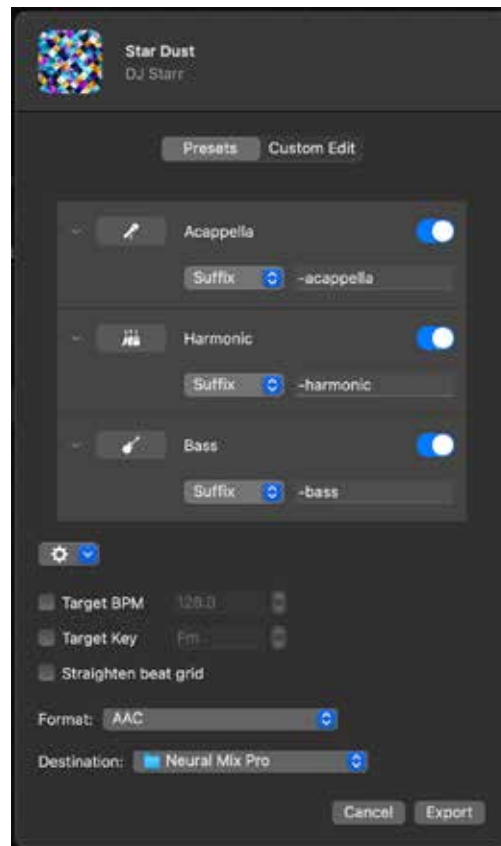 Star Dust
DJ Starr
Presets Custom Edit
Acappella
Suffix -acappella
Harmonic
Suffix -harmonic
Bass
Suffix -bass
Target BPM 128.0
Target Key Fm
Straighten beat grid
Format: AAC
Destination: Neural Mix Pro
Cancel Export